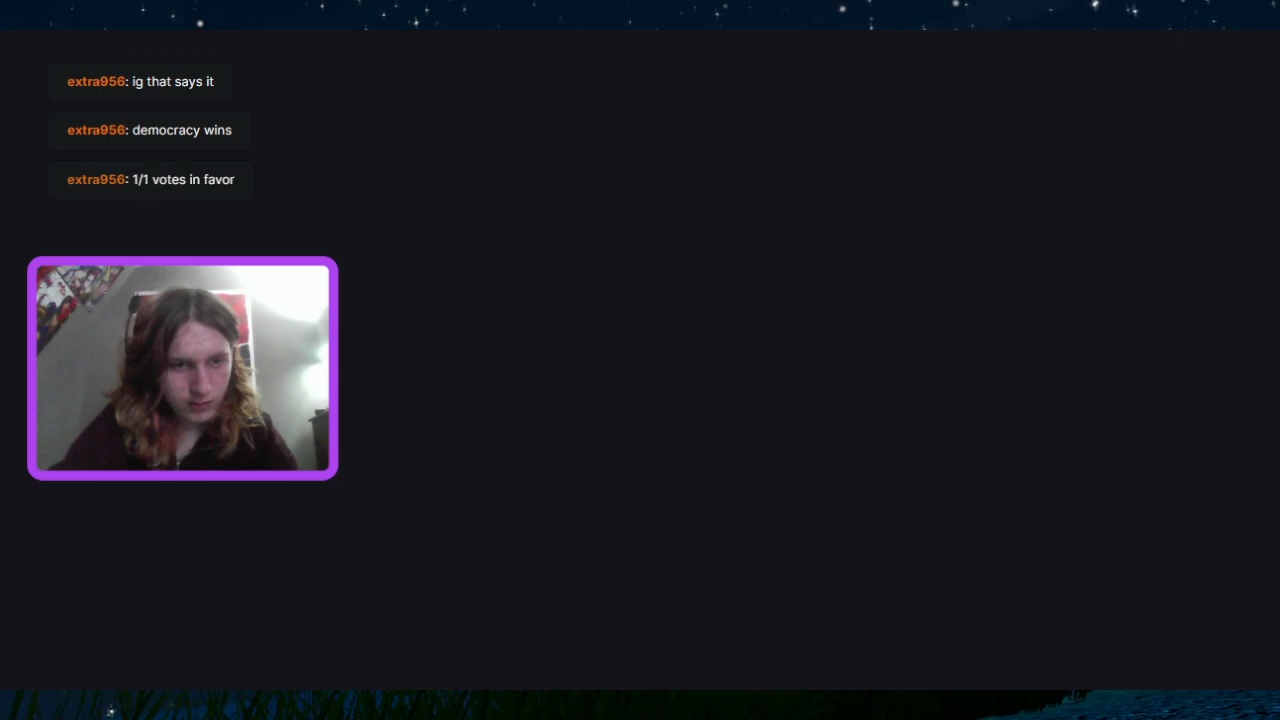 extra956: ig that says it
extra956: democracy wins
extra956: 1/1 votes in favor